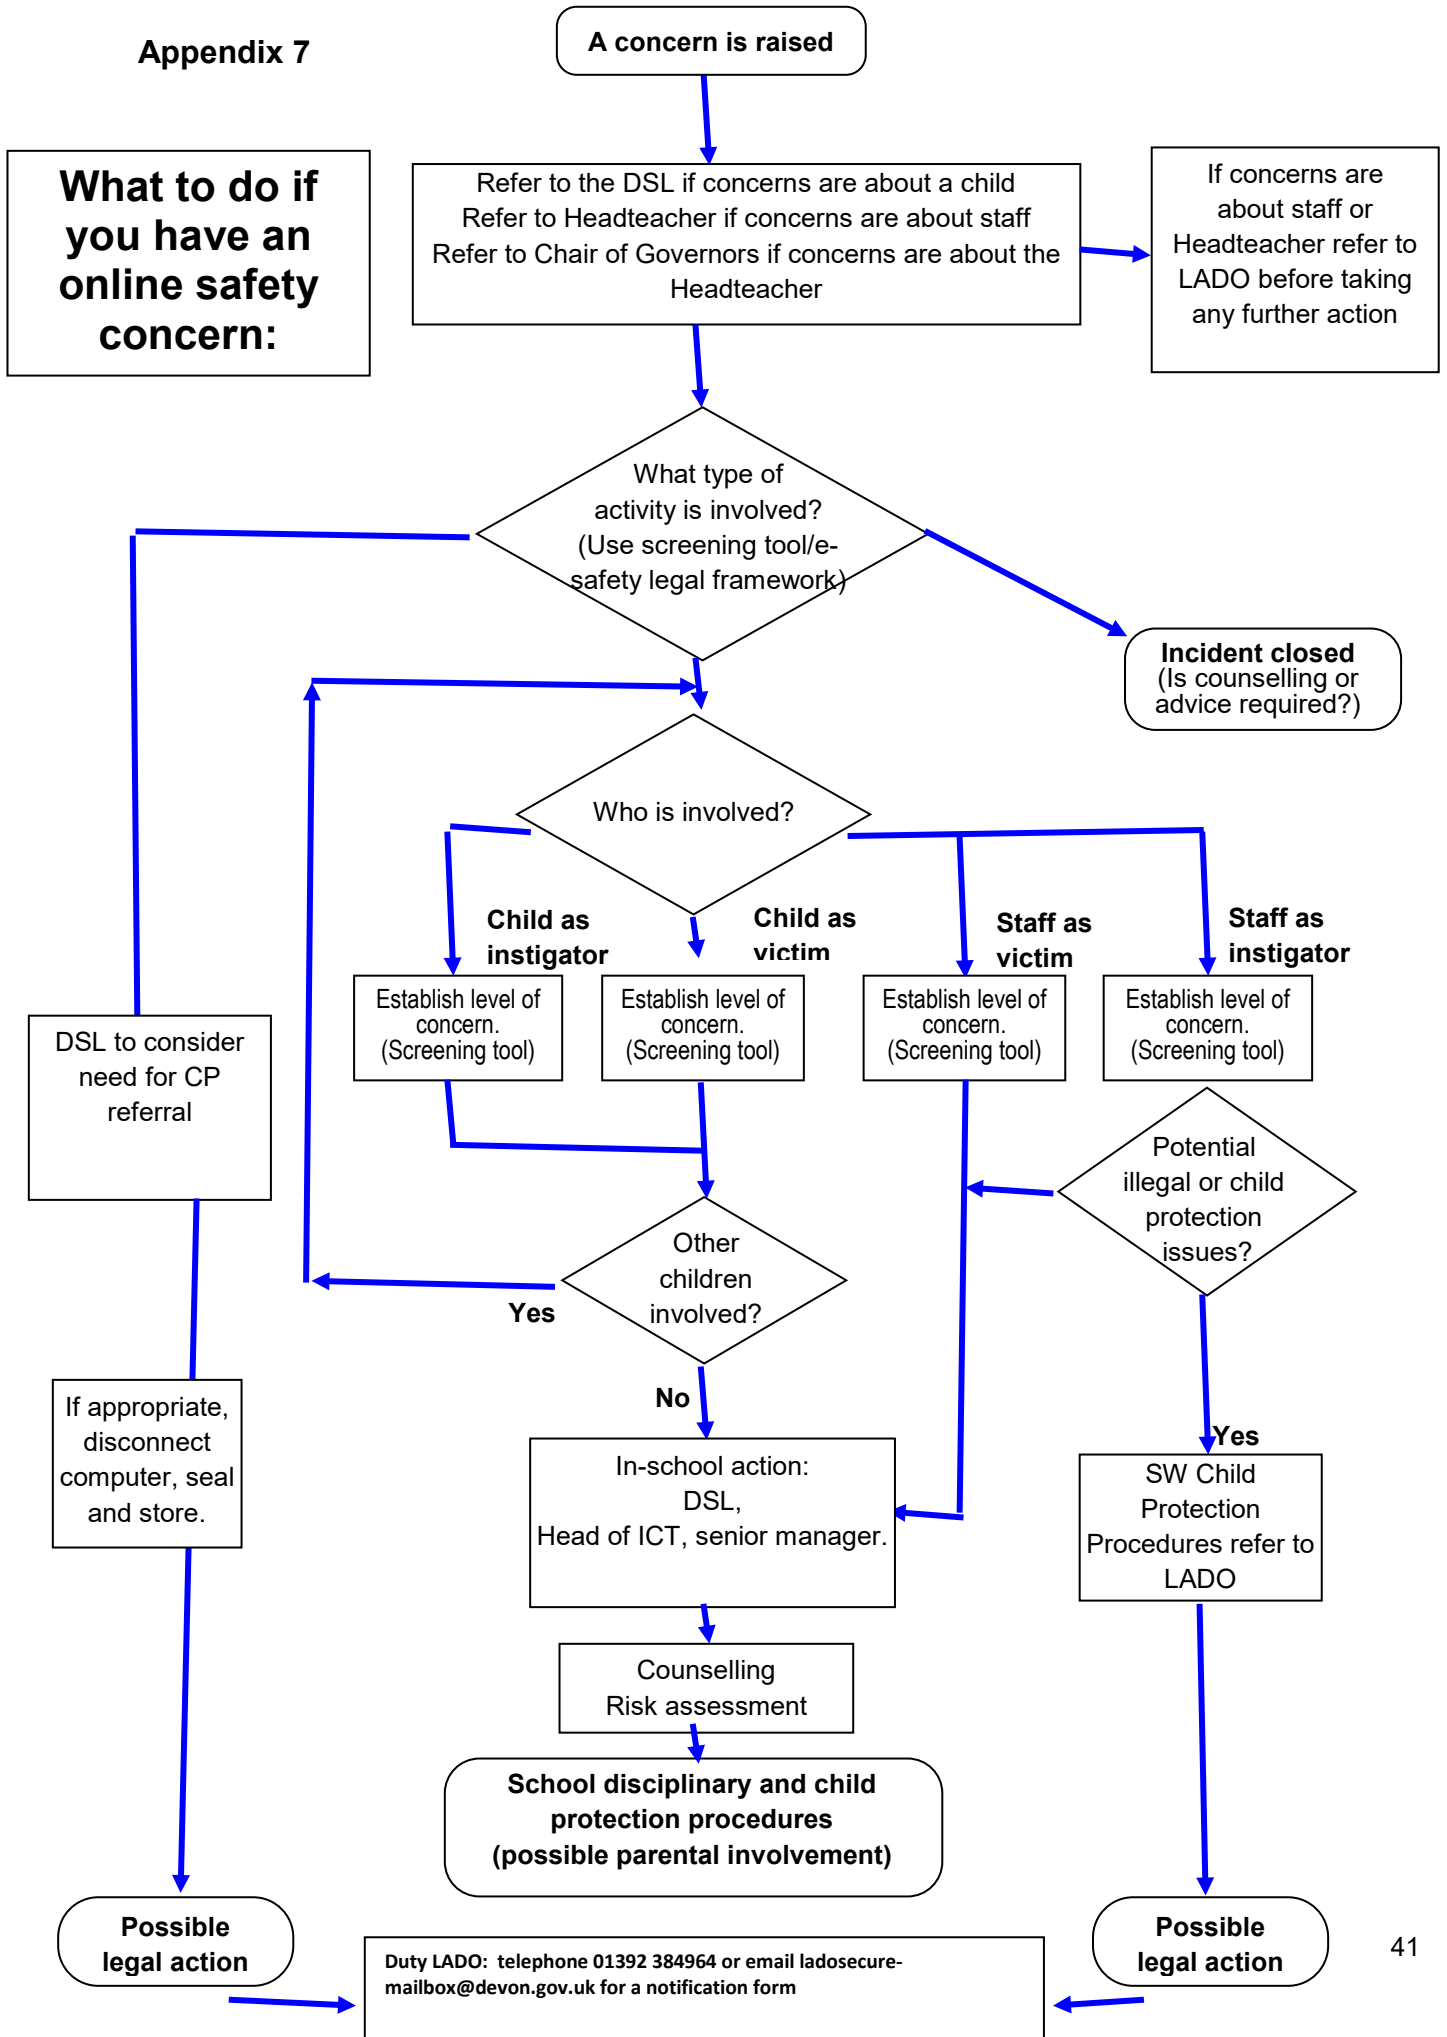 Appendix 7
A concern is raised
What to do if
you have an
online safety
concern:
Refer to the DSL if concerns are about a child
Refer to Headteacher if concerns are about staff
Refer to Chair of Governors if concerns are about the
Headteacher
If concerns are
about staff or
Headteacher refer to
LADO before taking
any further action
What type of
activity is involved?
(Use screening tool/e-
safety legal framework)
Incident closed
(Is counselling or
advice required?)
Who is involved?
Child as
instigator
Child as
victim
Staff as
victim
Staff as
instigator
Establish level of
concern.
(Screening tool)
Establish level of
concern.
(Screening tool)
Establish level of
concern.
(Screening tool)
Establish level of
concern.
(Screening tool)
DSL to consider
need for CP
referral
Potential
illegal or child
protection
issues?
Other
children
involved?
Yes
No
If appropriate,
disconnect
computer, seal
and store.
In-school action:
DSL,
Head of ICT, senior manager.
Yes
SW Child
Protection
Procedures refer to
LADO
Counselling
Risk assessment
School disciplinary and child
protection procedures
(possible parental involvement)
Possible
legal action
Possible
legal action
Duty LADO: telephone 01392 384964 or email ladosecure-
mailbox@devon.gov.uk for a notification form
41